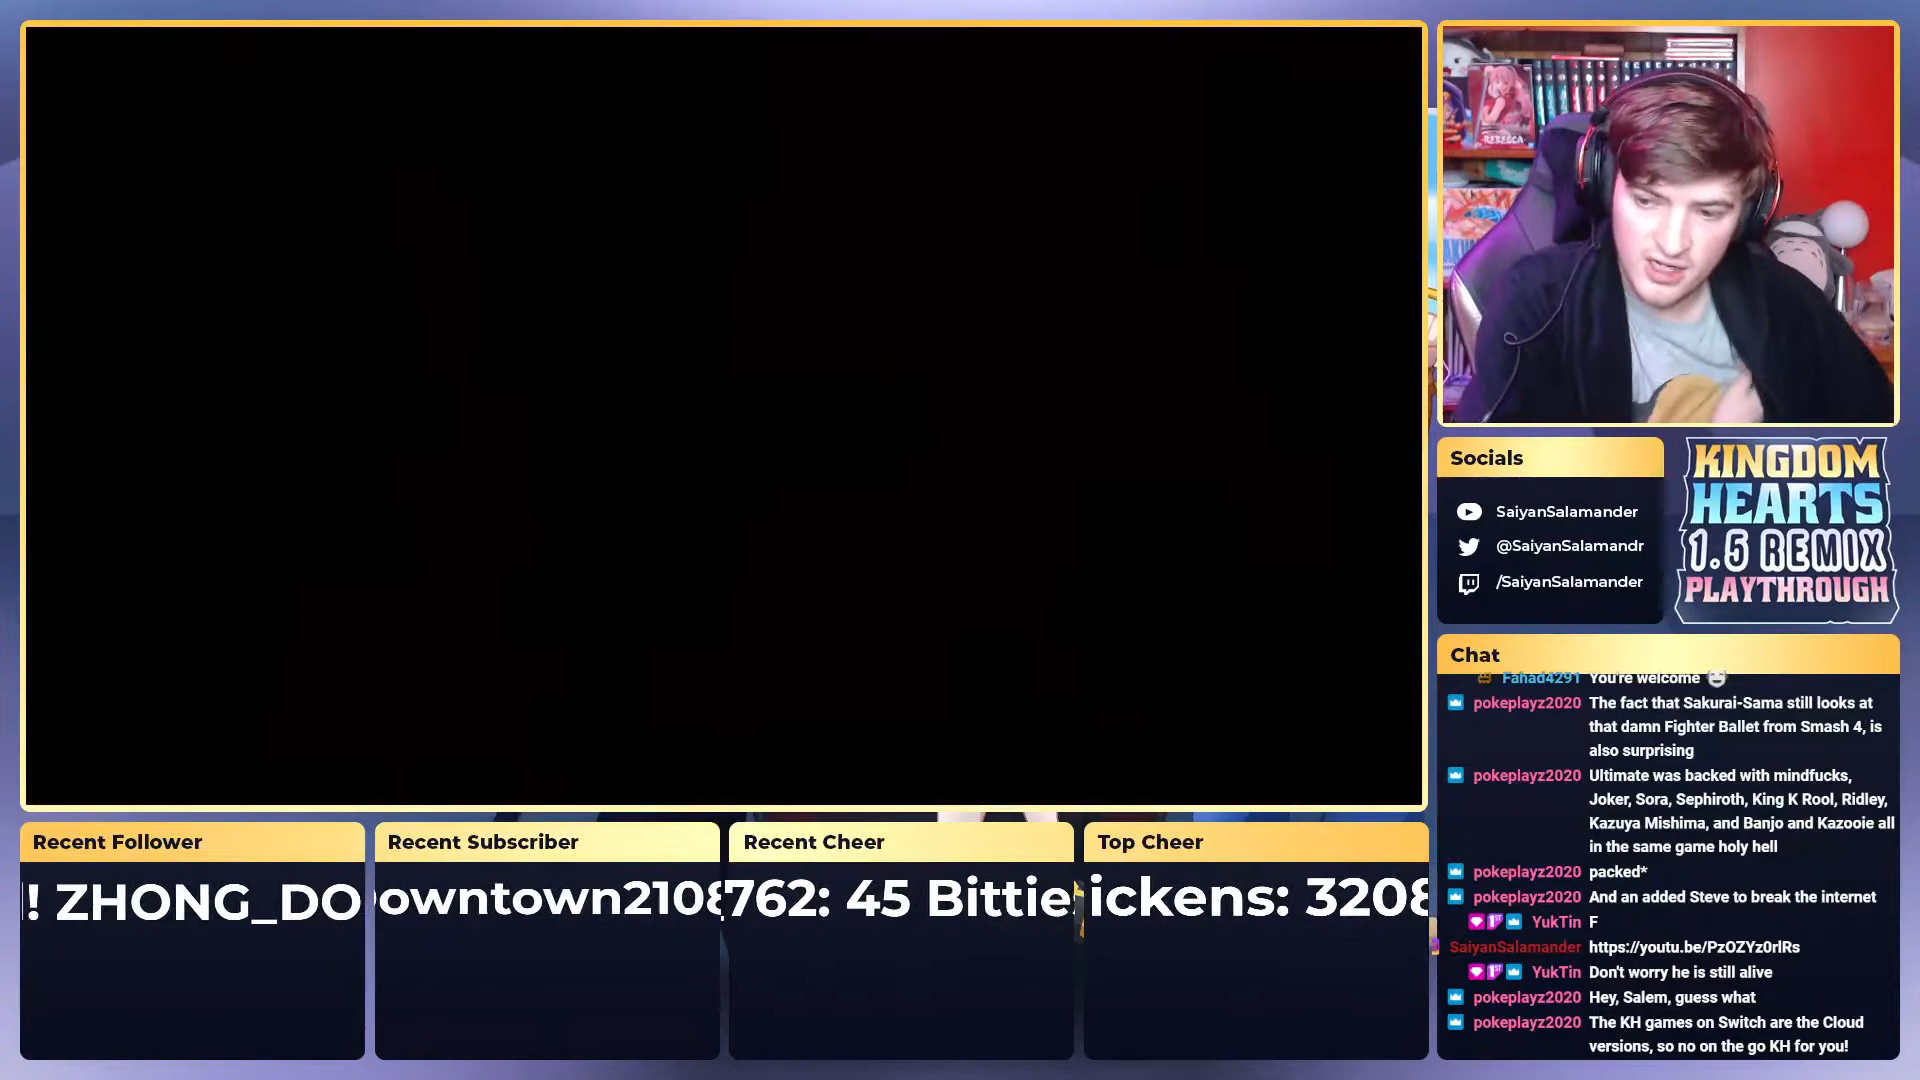 REBECCA
Socials
SaiyanSalamander
@SaiyanSalamandr
/SaiyanSalamander
KINGDOM
HEARTS
1.5 REMIX
PLAYTHROUGH
Chat
Fahad4291 You're welcome
pokeplayz2020 The fact that Sakurai-Sama still looks at
that damn Fighter Ballet from Smash 4, is
also surprising
pokeplayz2020 Ultimate was backed with mindfucks,
Joker, Sora, Sephiroth, King K Rool, Ridley,
Kazuya Mishima, and Banjo and Kazooie all
in the same game holy hell
pokeplayz2020 packed*
pokeplayz2020 And an added Steve to break the internet
YukTin F
SaiyanSalamander https://youtu.be/PzOZYz0rlRs
YukTin Don't worry he is still alive
pokeplayz2020 Hey, Salem, guess what
pokeplayz2020 The KH games on Switch are the Cloud
versions, so no on the go KH for you!
Recent Follower
! ZHONG_DO
Recent Subscriber
owntown2108
Recent Cheer
762: 45 Bittie
Top Cheer
ickens: 3208